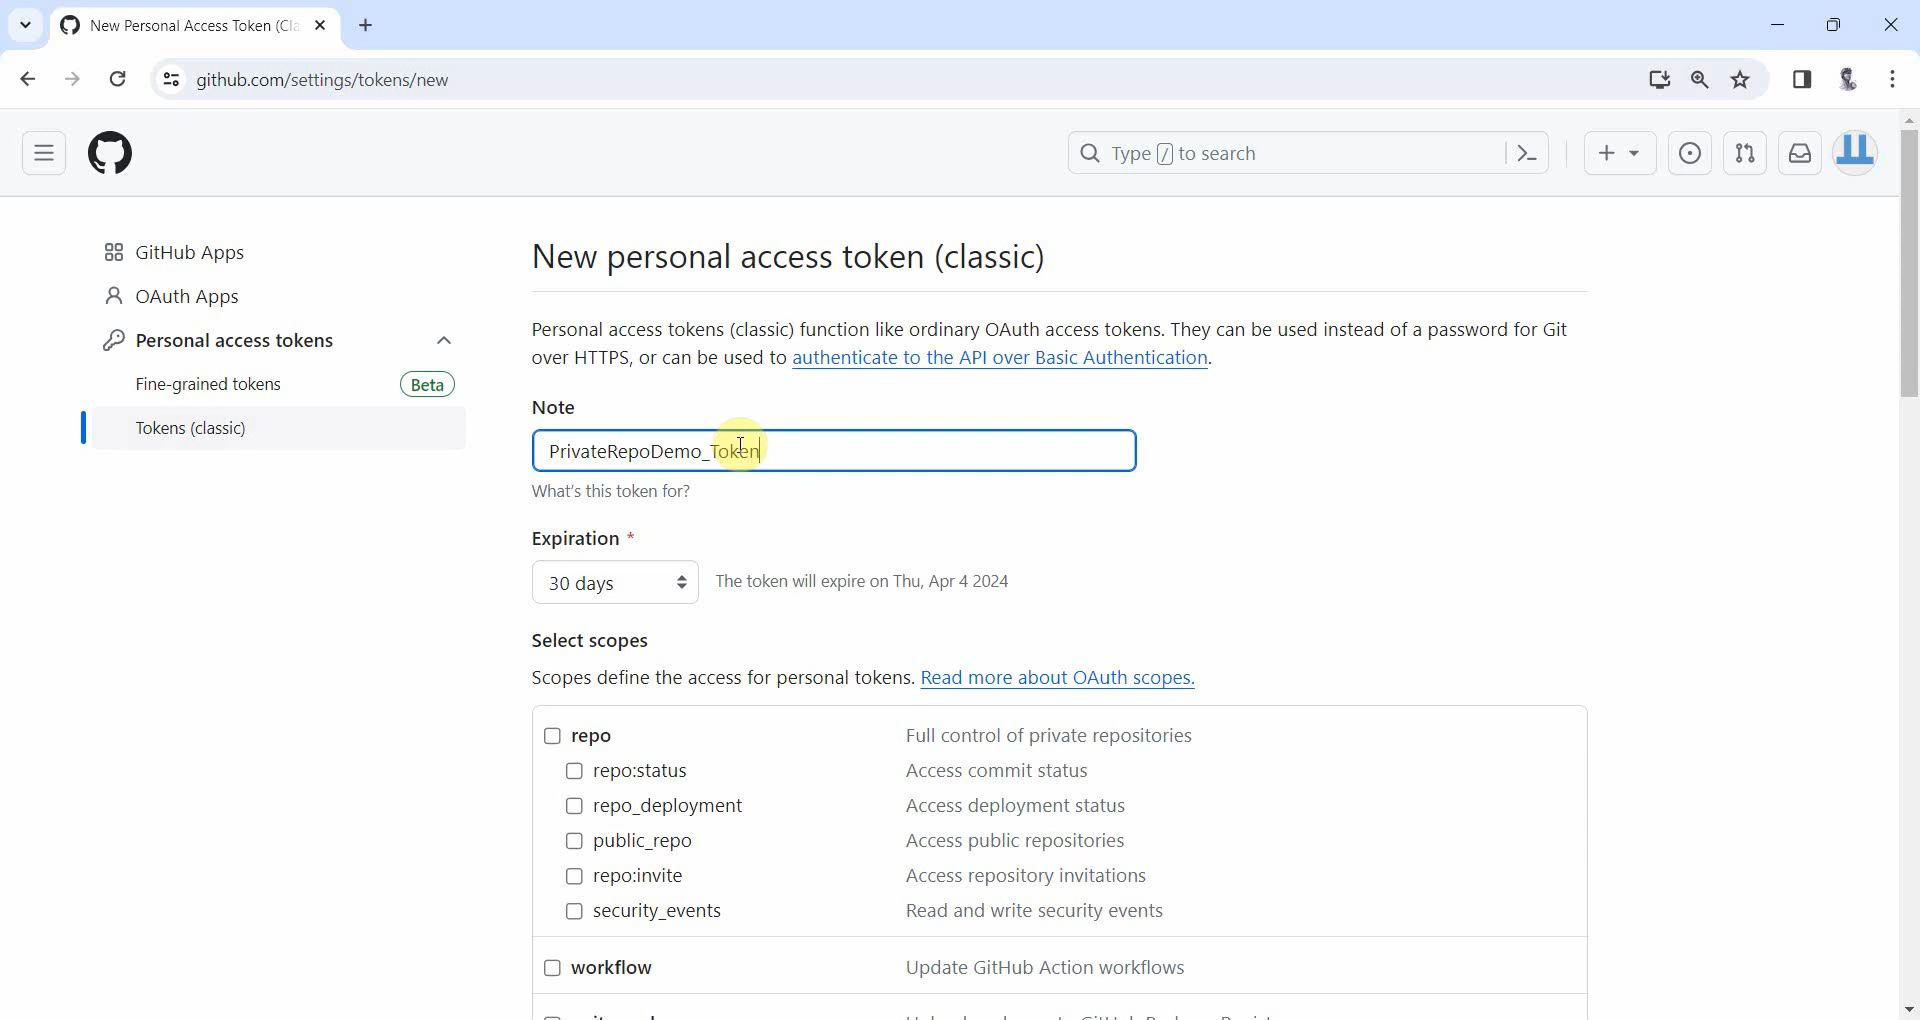 New Personal Access Token (Cla
github.com/settings/tokens/new
Type / to search
GitHub Apps
OAuth Apps
Personal access tokens
Fine-grained tokens Beta
Tokens (classic)
New personal access token (classic)
Personal access tokens (classic) function like ordinary OAuth access tokens. They can be used instead of a password for Git
over HTTPS, or can be used to authenticate to the API over Basic Authentication.
Note
PrivateRepoDemo_Token
What's this token for?
Expiration *
30 days The token will expire on Thu, Apr 4 2024
Select scopes
Scopes define the access for personal tokens. Read more about OAuth scopes.
repo Full control of private repositories
repo:status Access commit status
repo_deployment Access deployment status
public_repo Access public repositories
repo:invite Access repository invitations
security_events Read and write security events
workflow Update GitHub Action workflows